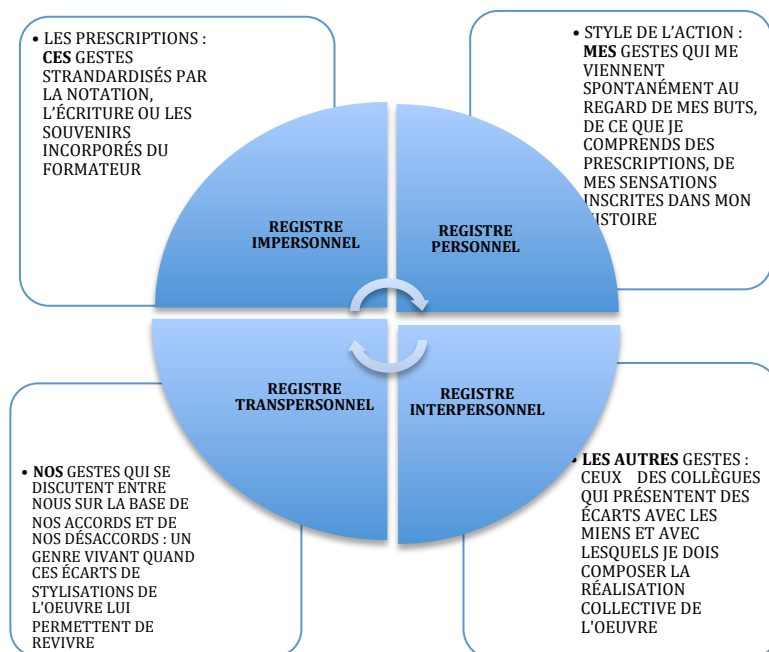 • LES PRESCRIPTIONS :
CES GESTES
STRANDARDISÉS PAR
LA NOTATION,
L'ÉCRITURE OU LES
SOUVENIRS
INCORPORÉS DU
FORMATEUR
• STYLE DE L'ACTION :
MES GESTES QUI ME
VIENNENT
SPONTANÉMENT AU
REGARD DE MES BUTS,
DE CE QUE JE
COMPRENDS DES
PRESCRIPTIONS, DE
MES SENSATIONS
INSCRITES DANS MON
HISTOIRE
REGISTRE
IMPERSONNEL
REGISTRE
PERSONNEL
REGISTRE
TRANSPERSONNEL
REGISTRE
INTERPERSONNEL
• NOS GESTES QUI SE
DISCUTENT ENTRE
NOUS SUR LA BASE DE
NOS ACCORDS ET DE
NOS DÉSACCORDS : UN
GENRE VIVANT QUAND
CES ÉCARTS DE
STYLISATIONS DE
L'OEUVRE LUI
PERMETTENT DE
REVIVRE
• LES AUTRES GESTES :
CEUX DES COLLÈGUES
QUI PRÉSENTENT DES
ÉCARTS AVEC LES
MIENS ET AVEC
LESQUELS JE DOIS
COMPOSER LA
RÉALISATION
COLLECTIVE DE
L'OEUVRE